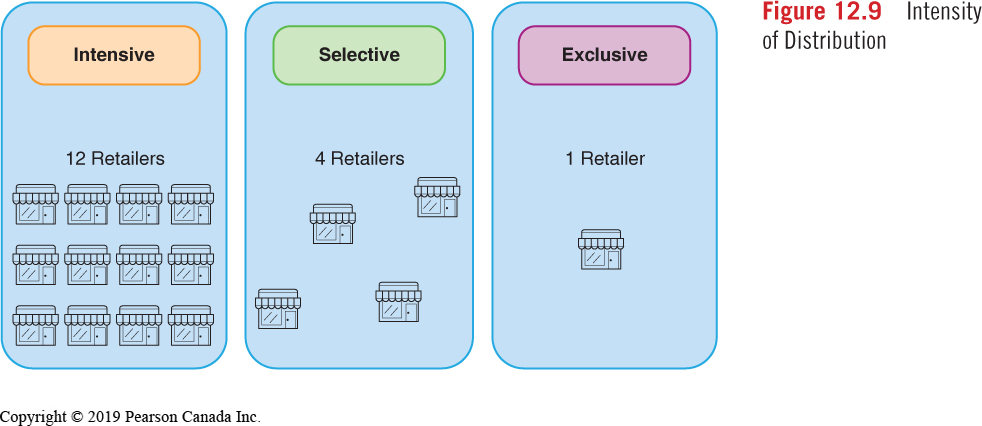 Intensive
12 Retailers
Selective
4 Retailers
Exclusive
1 Retailer
Figure 12.9 Intensity
of Distribution
Copyright © 2019 Pearson Canada Inc.